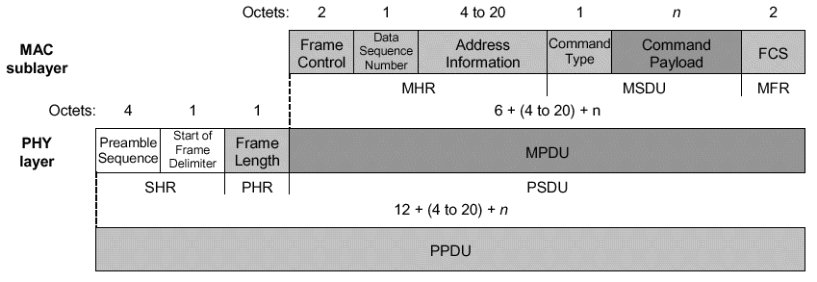 Octets: 2 1 4 to 20 1 n 2
MAC
sublayer
Frame
Control
Data
Sequence
Number
Address
Information
Command
Type
Command
Payload
FCS
MHR MSDU MFR
Octets: 4 1 1 6 + (4 to 20) + n
PHY
layer
Preamble
Sequence
Start of
Frame
Delimiter
Frame
Length
MPDU
SHR PHR PSDU
12 + (4 to 20) + n
PPDU